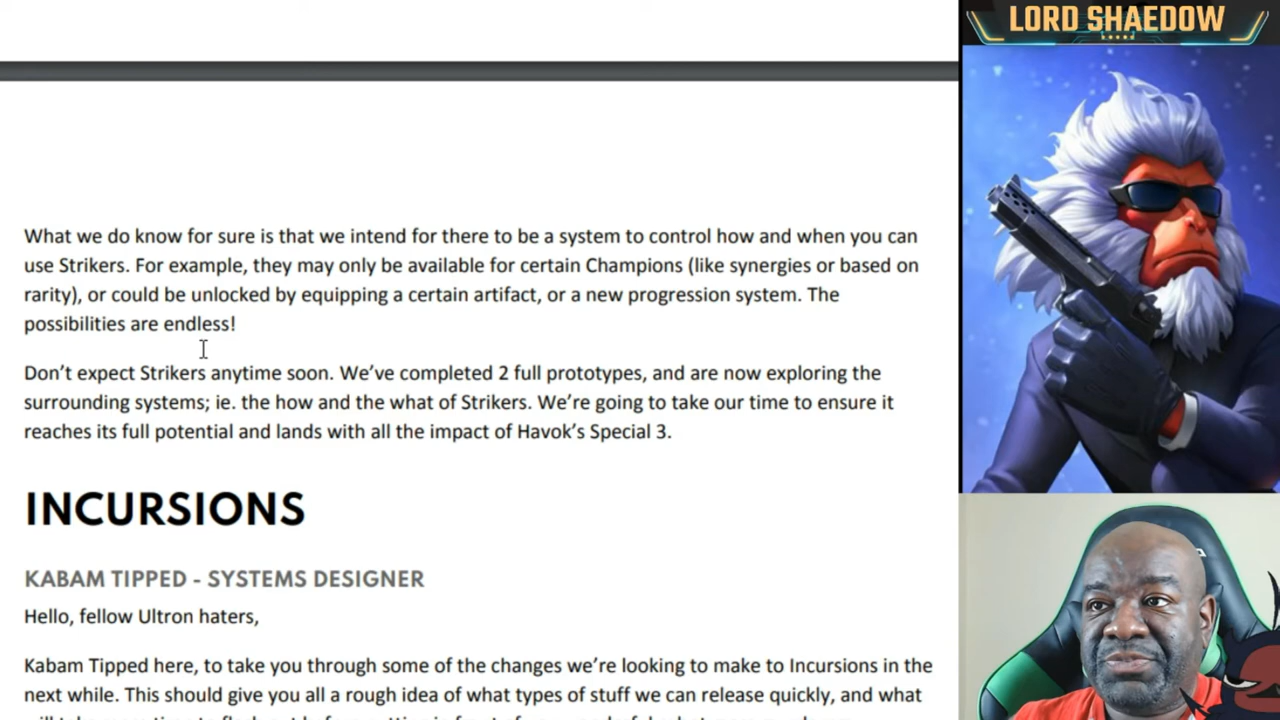 LORD SHAEDOW
What we do know for sure is that we intend for there to be a system to control how and when you can
use Strikers. For example, they may only be available for certain Champions (like synergies or based on
rarity), or could be unlocked by equipping a certain artifact, or a new progression system. The
possibilities are endless!
Don't expect Strikers anytime soon. We've completed 2 full prototypes, and are now exploring the
surrounding systems; ie. the how and the what of Strikers. We're going to take our time to ensure it
reaches its full potential and lands with all the impact of Havok's Special 3.
INCURSIONS
KABAM TIPPED - SYSTEMS DESIGNER
Hello, fellow Ultron haters,
Kabam Tipped here, to take you through some of the changes we're looking to make to Incursions in the
next while. This should give you all a rough idea of what types of stuff we can release quickly, and what